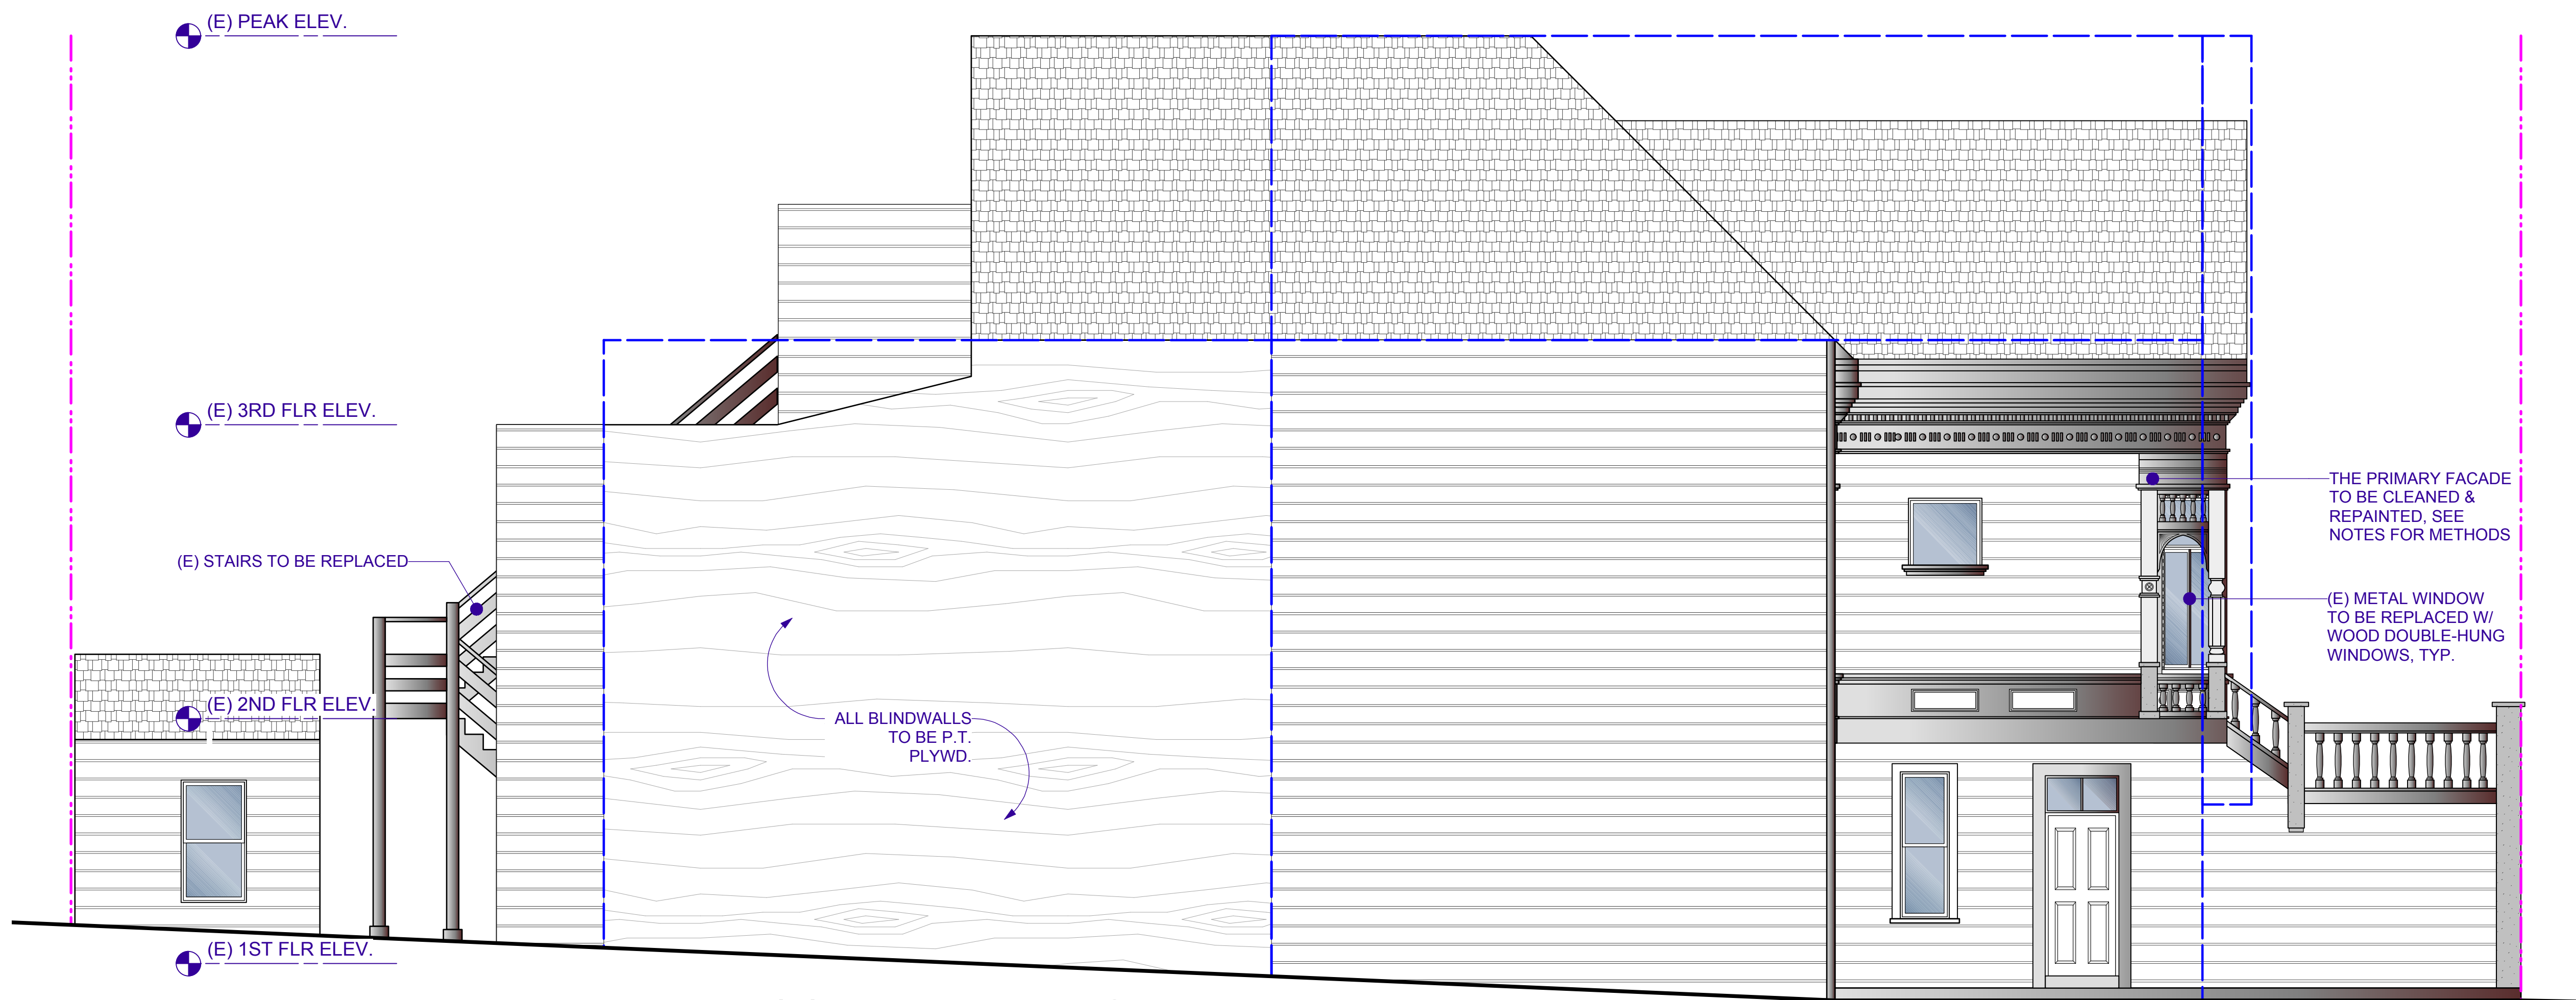 (E) PEAK ELEV.
(E) 3RD FLR ELEV.
THE PRIMARY FACADE
TO BE CLEANED &
REPAINTED, SEE
NOTES FOR METHODS
(E) STAIRS TO BE REPLACED
(E) METAL WINDOW
TO BE REPLACED W/
WOOD DOUBLE-HUNG
WINDOWS, TYP.
(E) 2ND FLR ELEV.
ALL BLINDWALLS
TO BE P.T.
PLYWD.
(E) 1ST FLR ELEV.